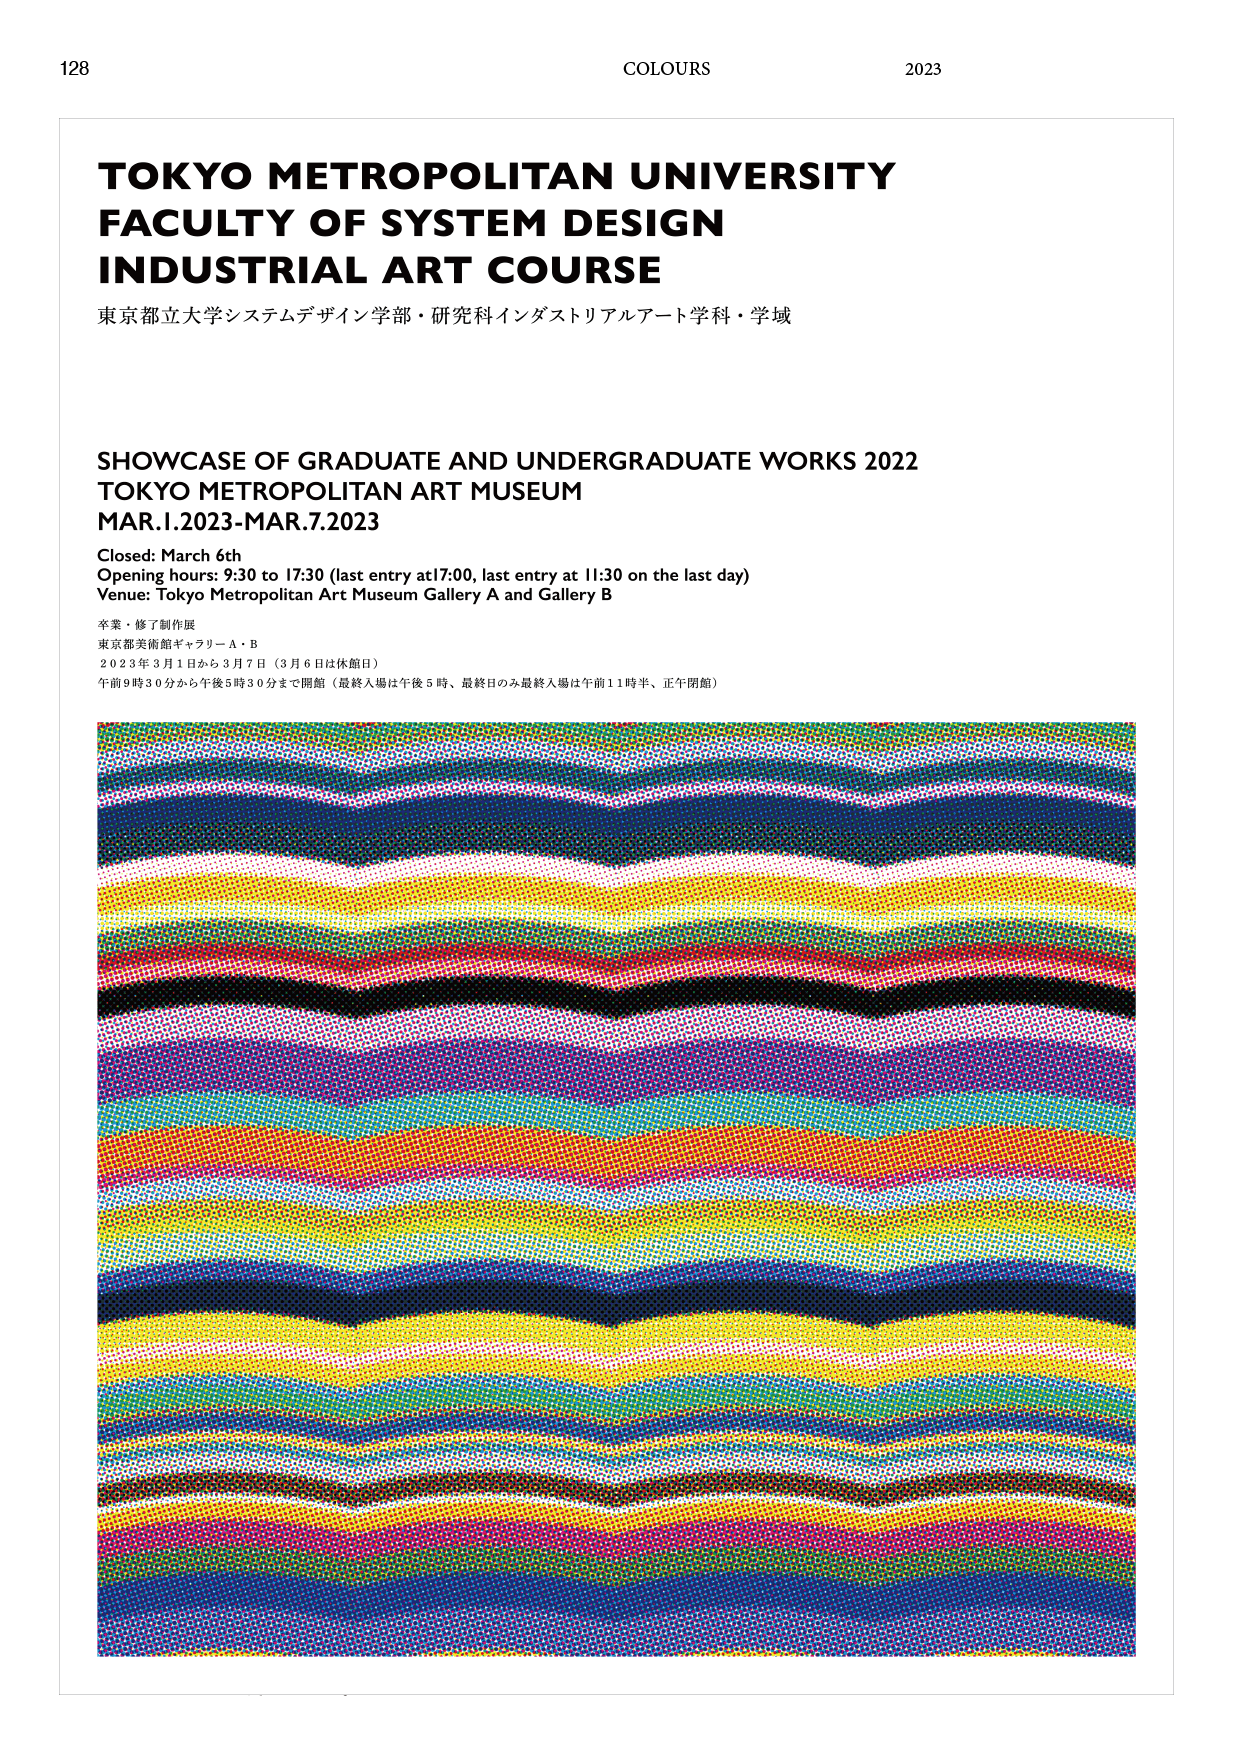 128
COLOURS
2023
TOKYO METROPOLITAN UNIVERSITY
FACULTY OF SYSTEM DESIGN
INDUSTRIAL ART COURSE
東京都立大学システムデザイン学部・研究科インダストリアルアート学科・学域
SHOWCASE OF GRADUATE AND UNDERGRADUATE WORKS 2022
TOKYO METROPOLITAN ART MUSEUM
MAR.1.2023-MAR.7.2023
Closed: March 6th
Opening hours: 9:30 to 17:30 (last entry at17:00, last entry at 11:30 on the last day)
Venue: Tokyo Metropolitan Art Museum Gallery A and Gallery B
卒業・修了制作展
東京都美術館ギャラリーA・B
２０２３年３月１日から３月７日（３月６日は休館日）
午前９時３０分から午後５時３０分まで開館（最終入場は午後５時、最終日のみ最終入場は午前１１時半、正午閉館）